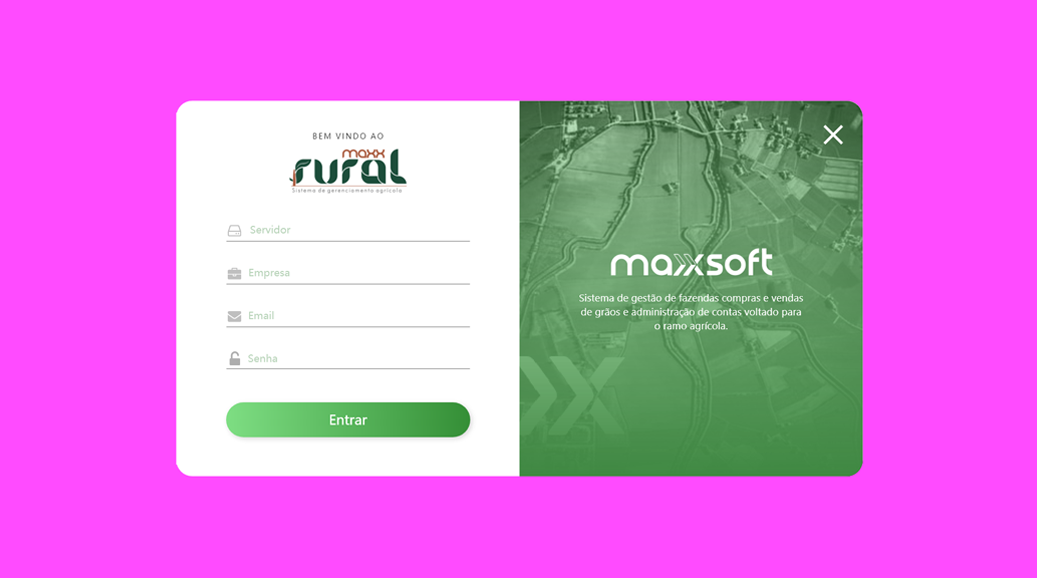 BEM VINDO AO
maxx
rural
Sistema de gerenciamento agrícola
Servidor
Empresa
Email
Senha
Entrar
maxxsoft
Sistema de gestão de fazendas compras e vendas
de grãos e administração de contas voltado para
o ramo agrícola.